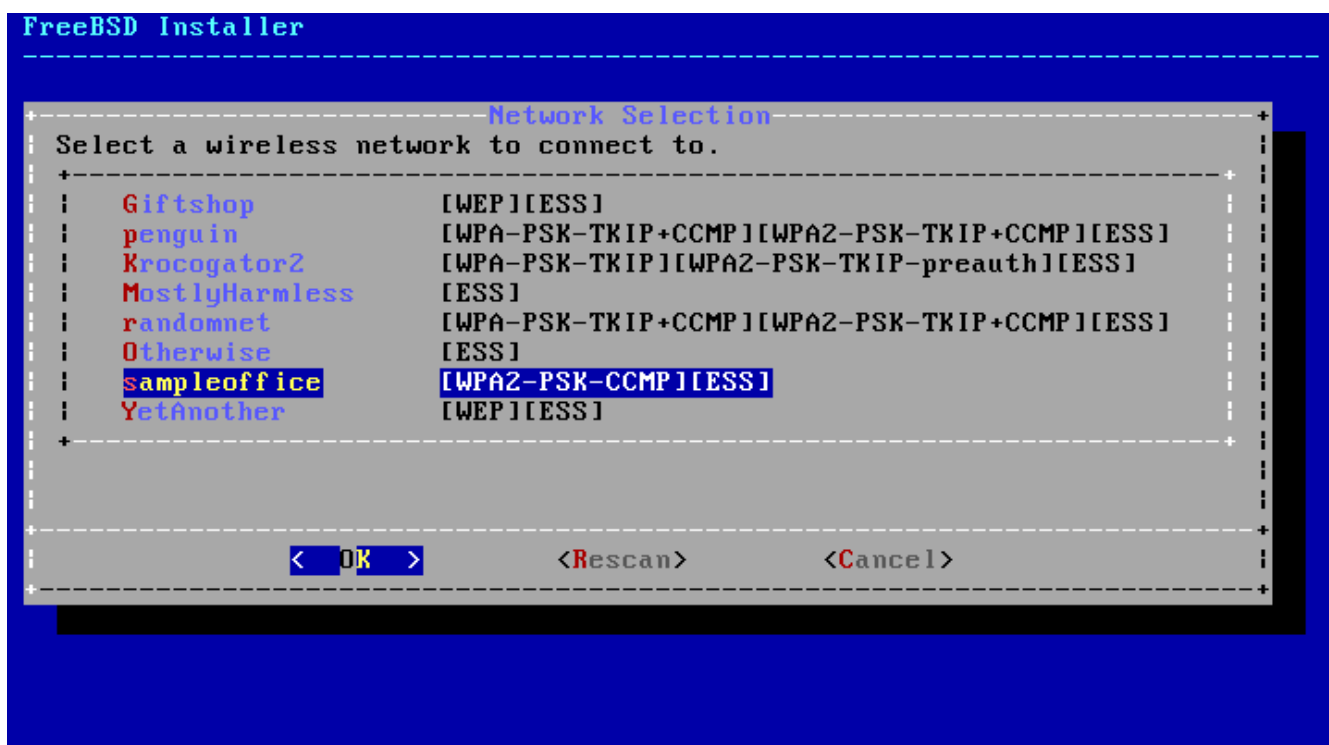 FreeBSD Installer
Network Selection
Select a wireless network to connect to.
Giftshop [WEP][ESS]
penguin [WPA-PSK-TKIP+CCMP][WPA2-PSK-TKIP+CCMP][ESS]
Krocogator2 [WPA-PSK-TKIP][WPA2-PSK-TKIP-preauth][ESS]
MostlyHarmless [ESS]
randomnet [WPA-PSK-TKIP+CCMP][WPA2-PSK-TKIP+CCMP][ESS]
Otherwise [ESS]
sampleoffice [WPA2-PSK-CCMP][ESS]
YetAnother [WEP][ESS]
< OK > <Rescan> <Cancel>